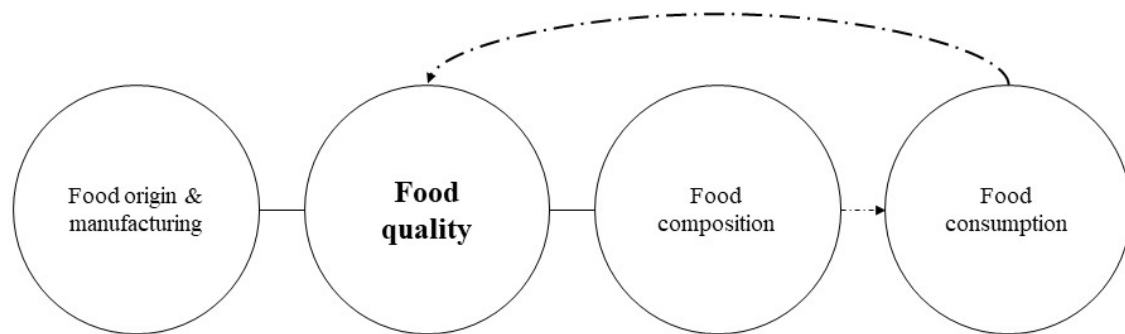 Food origin &
manufacturing
Food
quality
Food
composition
Food
consumption